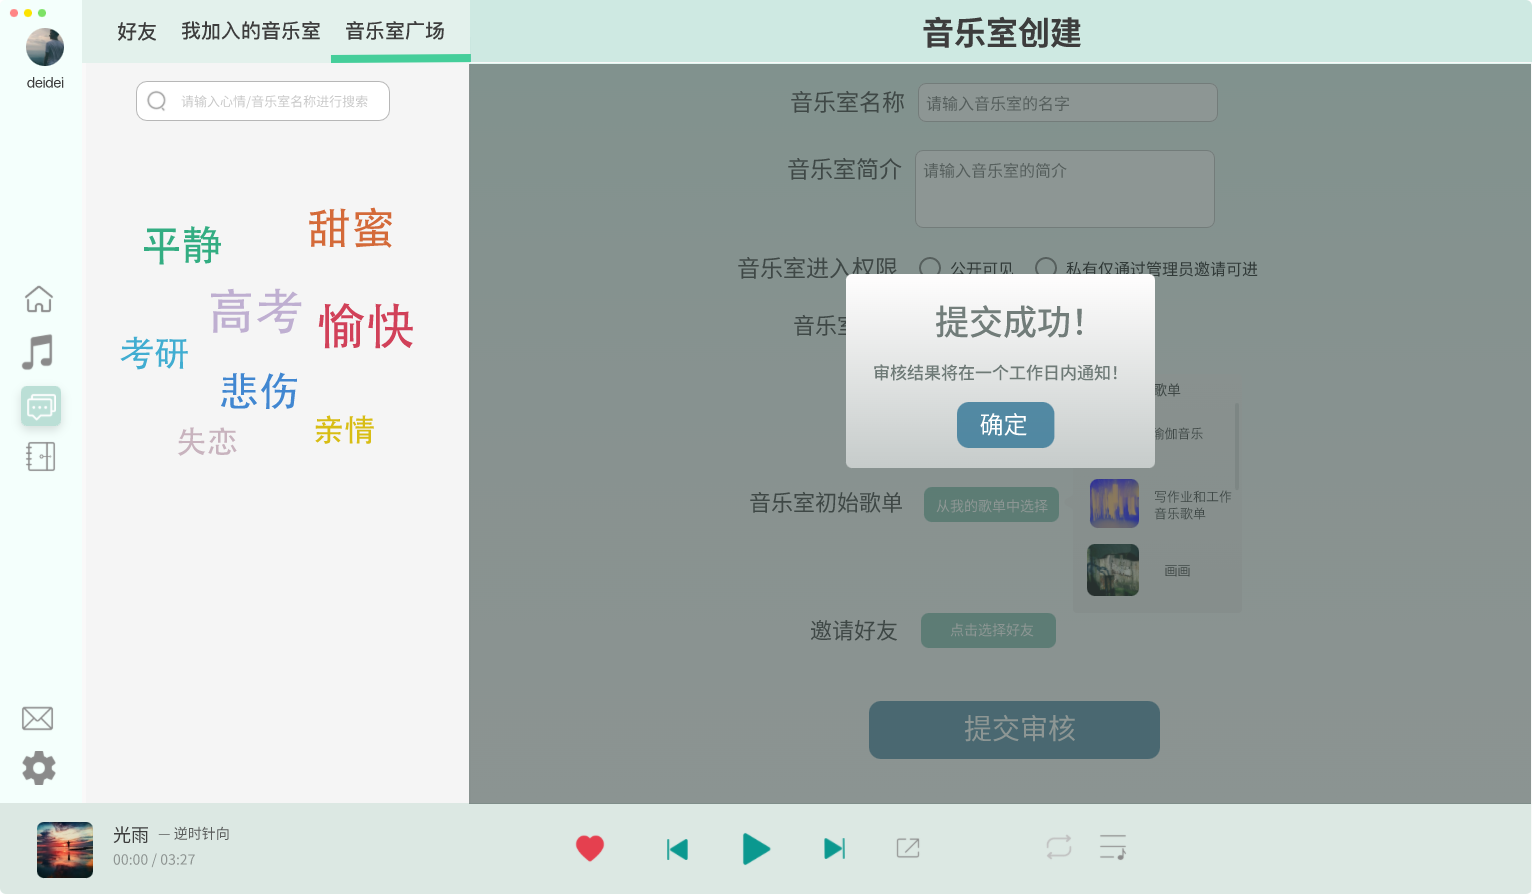 好友 我加入的音乐室 音乐室广场
音乐室创建
deidei
请输入心情/音乐室名称进行搜索
平静
甜蜜
高考
愉快
考研
悲伤
失恋
亲情
音乐室名称 请输入音乐室的名字
音乐室简介 请输入音乐室的简介
音乐室进入权限 公开可见 私有仅通过管理员邀请可进
音乐室
提交成功!
审核结果将在一个工作日内通知!
确定
歌单
瑜伽音乐
写作业和工作
音乐歌单
画画
音乐室初始歌单 从我的歌单中选择
邀请好友 点击选择好友
提交审核
光雨 — 逆时针向
00:00 / 03:27